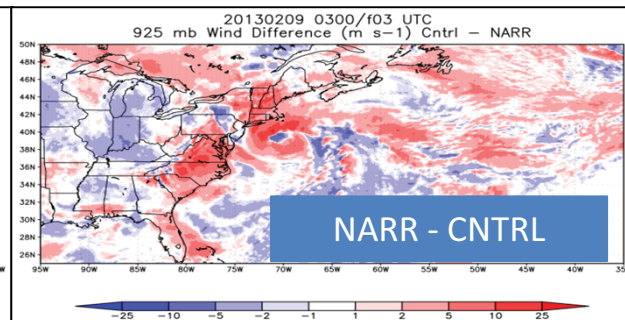 20130209 0300/f03 UTC
925 mb Wind Difference (m s−1) Cntrl − NARR
50N
48N
46N
44N
42N
40N
38N
36N
34N
32N
30N
28N
26N
NARR - CNTRL
W 95W 90W 85W 80W 75W 70W 65W 60W 55W 50W 45W 40W 35
−25 −10 −5 −2 −1 1 2 5 10 25